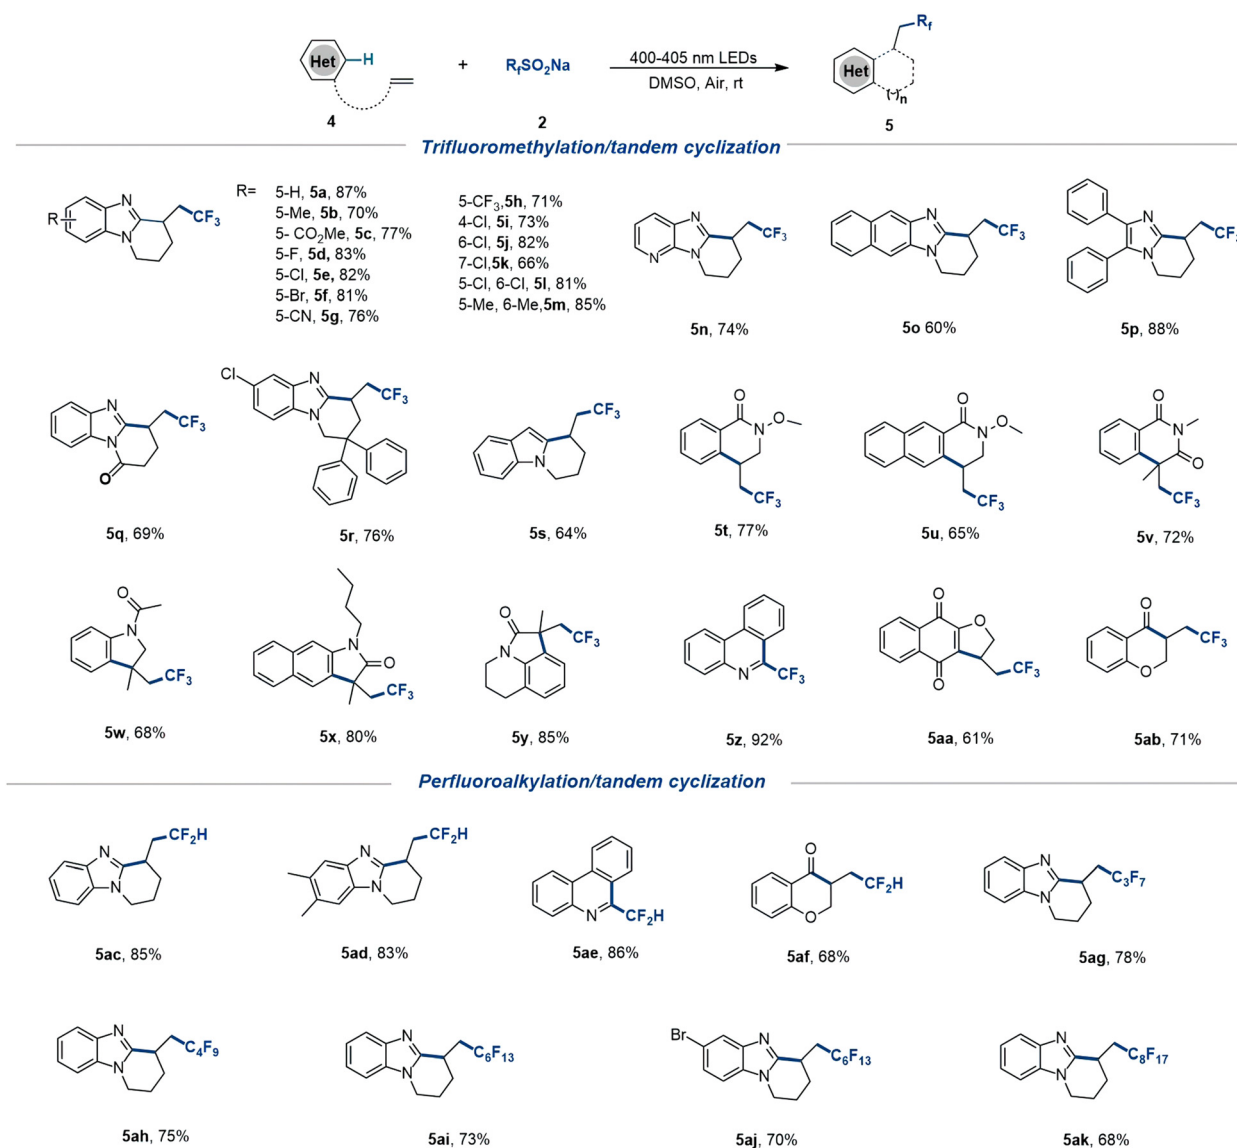 Het
H
4
+
RfSO2Na
2
400-405 nm LEDs
DMSO, Air, rt
Rf
Het
( )n
5
Trifluoromethylation/tandem cyclization
R
N
N
CF3
R=
5-H, 5a, 87%
5-Me, 5b, 70%
5- CO2Me, 5c, 77%
5-F, 5d, 83%
5-Cl, 5e, 82%
5-Br, 5f, 81%
5-CN, 5g, 76%
5-CF3,5h, 71%
4-Cl, 5i, 73%
6-Cl, 5j, 82%
7-Cl,5k, 66%
5-Cl, 6-Cl, 5l, 81%
5-Me, 6-Me,5m, 85%
N
N
N
CF3
5n, 74%
N
N
CF3
5o 60%
N
N
CF3
5p, 88%
N
N
O
CF3
5q, 69%
Cl
N
N
CF3
5r, 76%
N
CF3
5s, 64%
O
N
O
CF3
5t, 77%
O
N
O
CF3
5u, 65%
O
N
O
CF3
5v, 72%
O
N
CF3
5w, 68%
N
O
CF3
5x, 80%
O
N
CF3
5y, 85%
N
CF3
5z, 92%
O
O
O
CF3
5aa, 61%
O
O
CF3
5ab, 71%
Perfluoroalkylation/tandem cyclization
N
N
CF2H
5ac, 85%
N
N
CF2H
5ad, 83%
N
CF2H
5ae, 86%
O
O
CF2H
5af, 68%
N
N
C3F7
5ag, 78%
N
N
C4F9
5ah, 75%
N
N
C6F13
5ai, 73%
Br
N
N
C6F13
5aj, 70%
N
N
C8F17
5ak, 68%